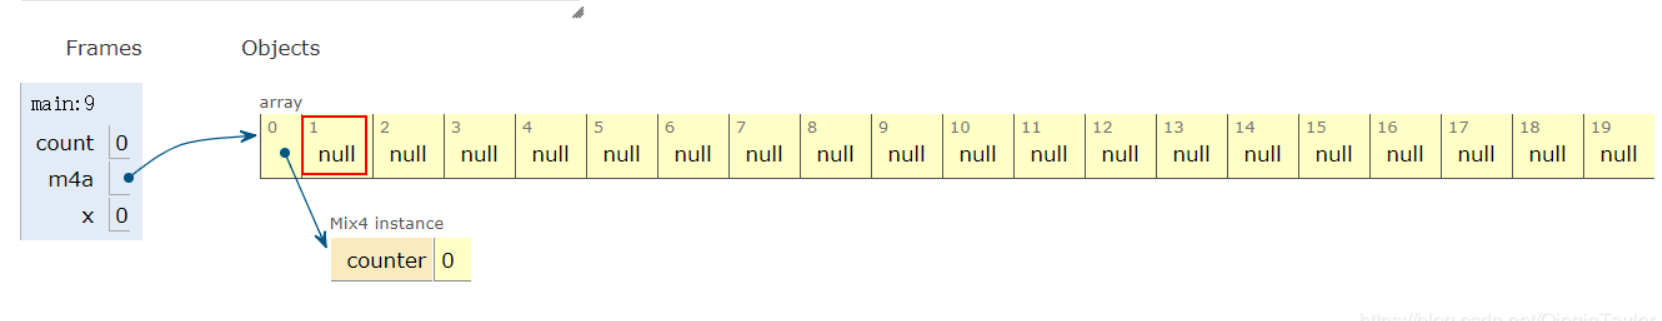 Frames Objects
main:9
count 0
m4a
x 0
array
0 1 2 3 4 5 6 7 8 9 10 11 12 13 14 15 16 17 18 19
null null null null null null null null null null null null null null null null null null null
Mix4 instance
counter 0